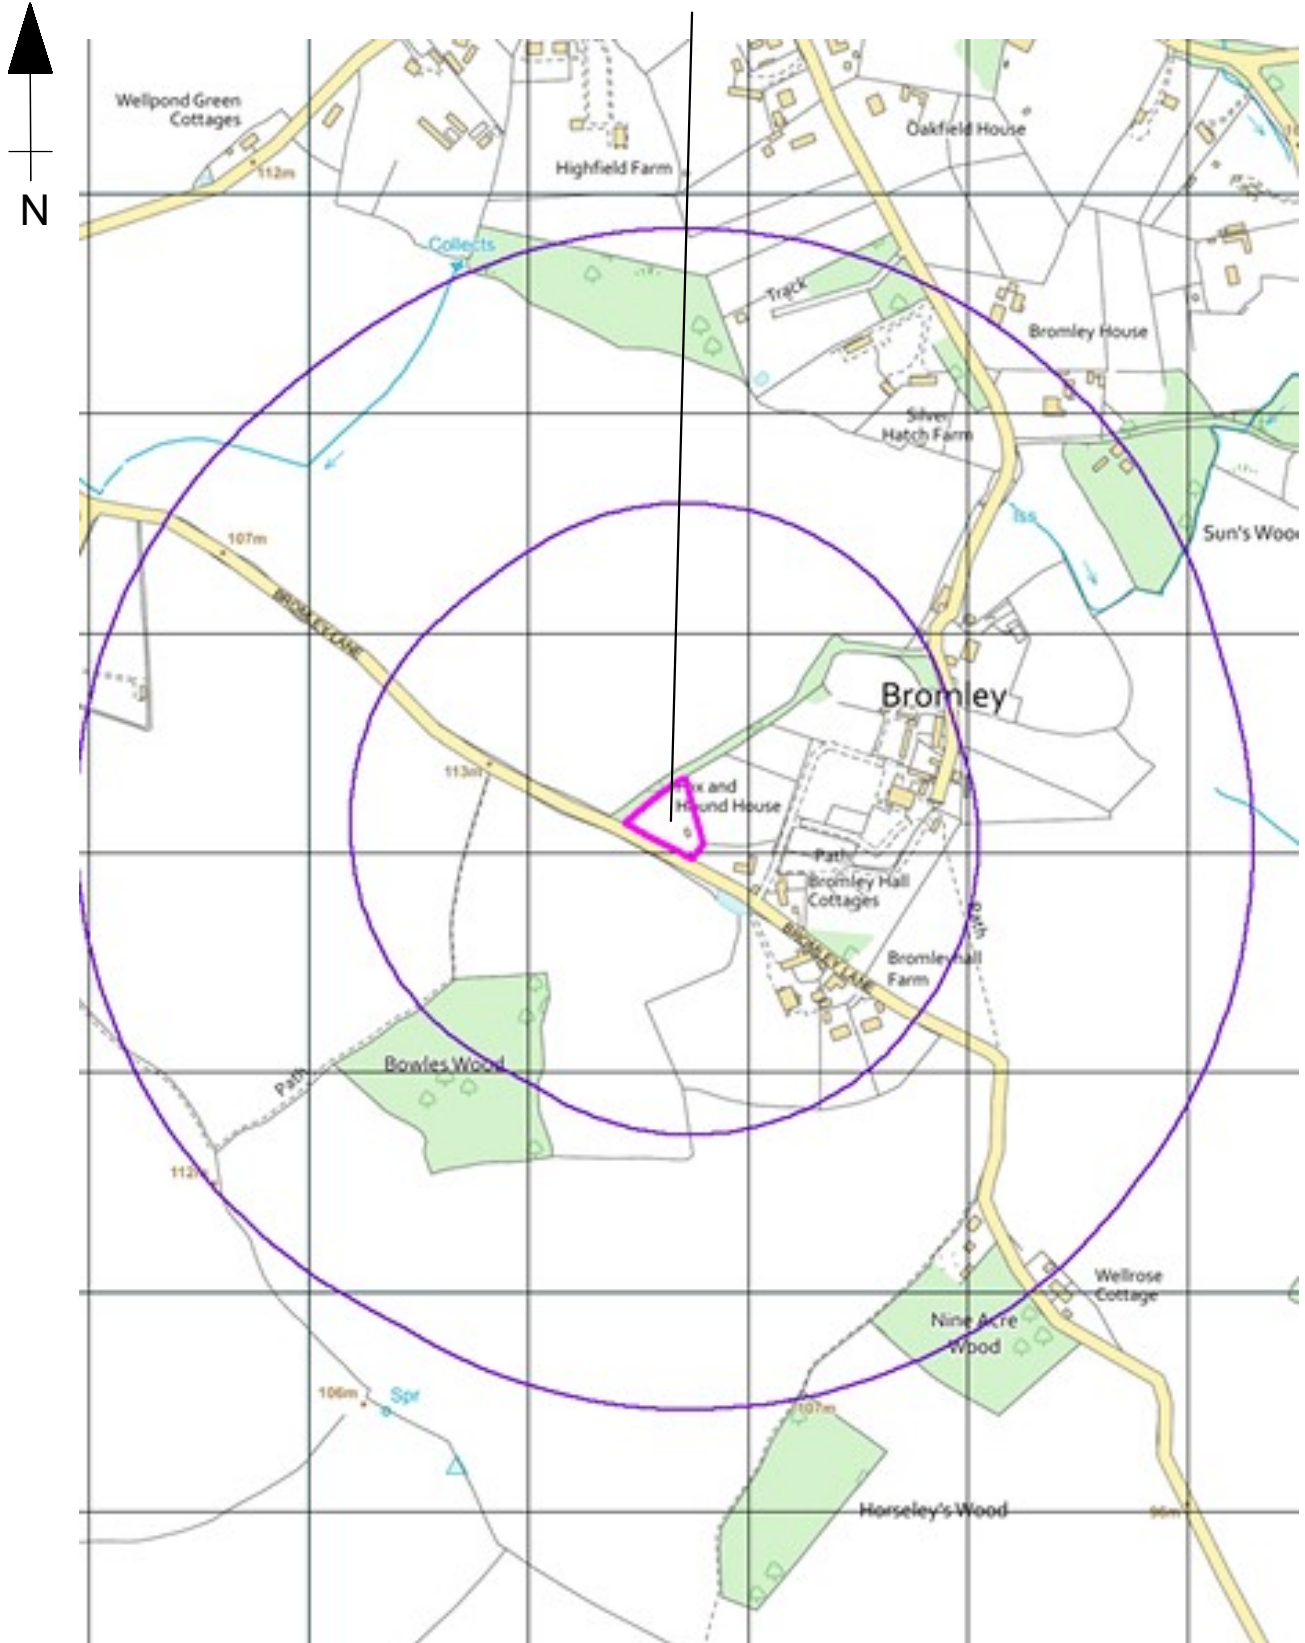 Wellpond Green
Cottages
112m
N
Highfield Farm
Oakfield House
Collects
Track
Bromley House
Silver
Hatch Farm
107m
Iss
Sun's Wood
BROMLEY LANE
Bromley
113m
Fox and
Hound House
Path
Bromley Hall
Cottages
Path
BROMLEY LANE
Bromleyhall
Farm
Bowles Wood
Path
112m
Wellrose
Cottage
Nine Acre
Wood
106m
Spr
107m
Horseley's Wood